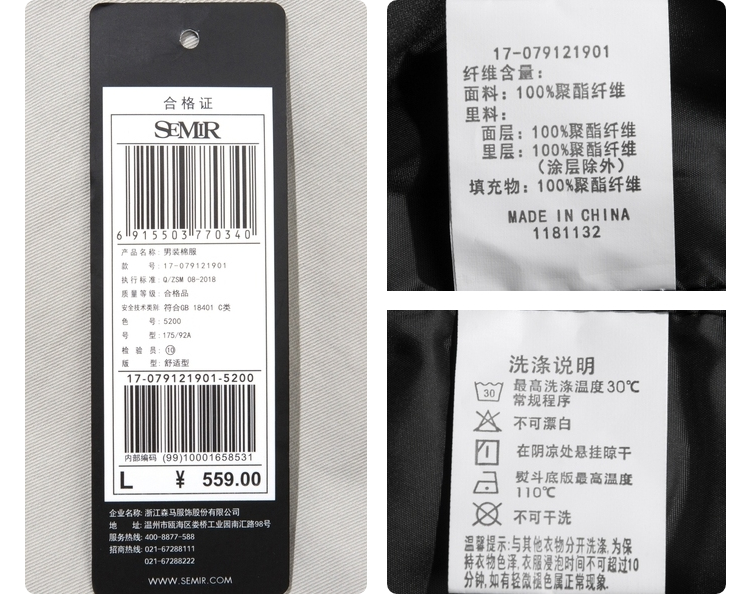 合格证
SEMIR
6 915503 770340
产品名称: 男装棉服
款 号: 17-079121901
执行标准: Q/ZSM 08-2018
质量等级: 合格品
安全技术类别: 符合GB 18401 C类
色 号: 5200
号 型: 175/92A
检 验 员: ⑩
版 型: 舒适型
17-079121901-5200
内部编码 (99)10001658531
L ¥ 559.00
企业名称: 浙江森马服饰股份有限公司
地 址: 温州市瓯海区娄桥工业园南汇路98号
服务热线: 400-8877-588
招商热线: 021-67288111
021-67288222
WWW.SEMIR.COM
17-079121901
纤维含量:
面料: 100%聚酯纤维
里料:
面层: 100%聚酯纤维
里层: 100%聚酯纤维
(涂层除外)
填充物: 100%聚酯纤维
MADE IN CHINA
1181132
洗涤说明
30
最高洗涤温度30℃
常规程序
不可漂白
在阴凉处悬挂晾干
熨斗底版最高温度
110℃
不可干洗
温馨提示:与其他衣物分开洗涤.为保
持衣物色泽,衣服浸泡时间不可超过10
分钟,如有轻微褪色属正常现象.